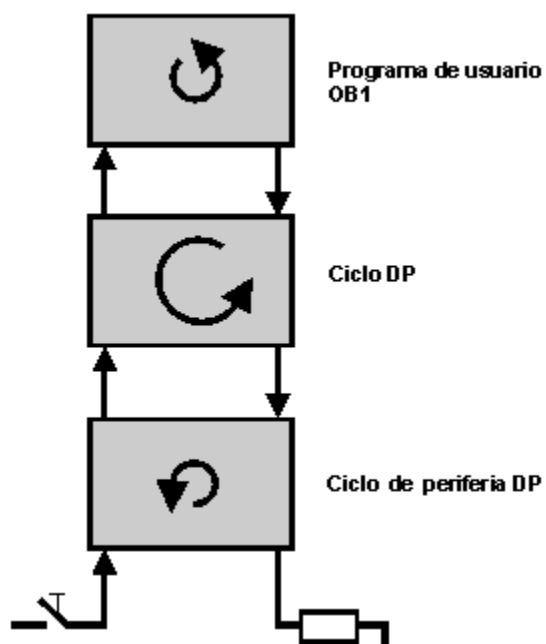 Programa de usuario
OB1
Ciclo DP
Ciclo de periferia DP